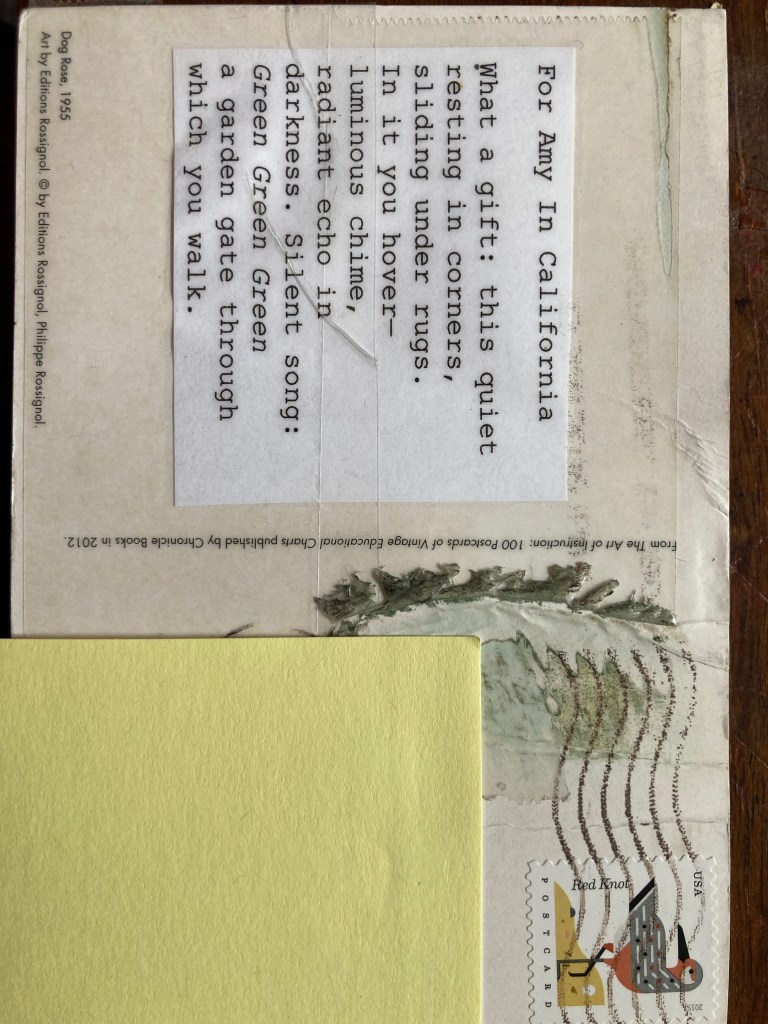 For Amy In California
What a gift: this quiet
resting in corners,
sliding under rugs.
In it you hover—
luminous chime,
radiant echo in
darkness. Silent song:
Green Green Green
a garden gate through
which you walk.
Dog Rose, 1955
Art by Editions Rossignol. © by Editions Rossignol, Philippe Rossignol.
From The Art of Instruction: 100 Postcards of Vintage Educational Charts published by Chronicle Books in 2012.
USA
Red Knot
POSTCARD
2015